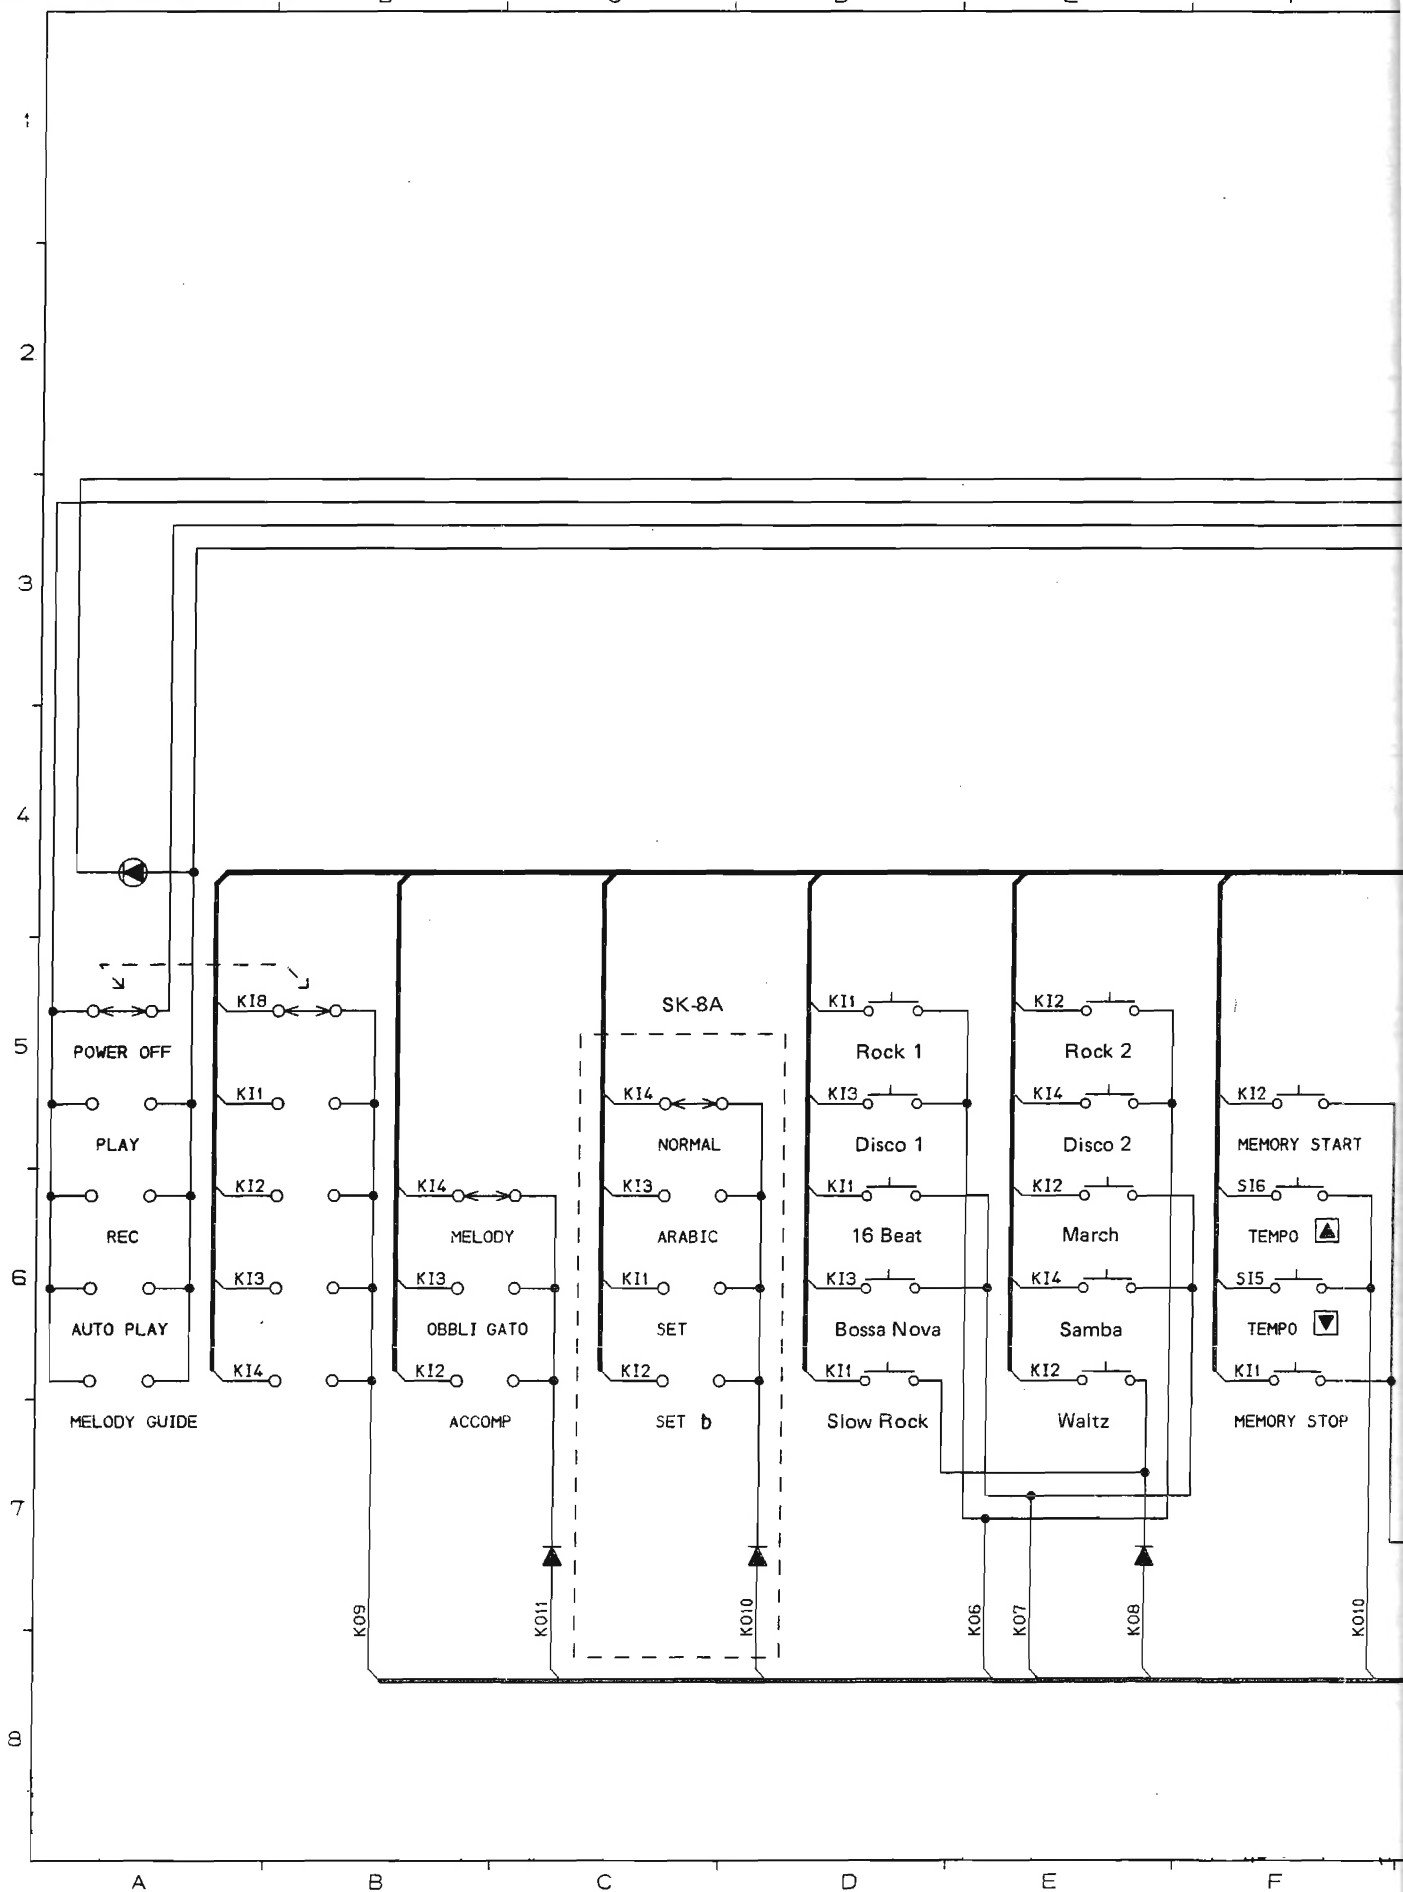 2
3
4
SK-8A
KI8
KI1
KI2
5
POWER OFF
Rock 1
Rock 2
KI1
KI4
KI3
KI4
KI2
PLAY
NORMAL
Disco 1
Disco 2
MEMORY START
KI2
KI4
KI3
KI1
KI2
SI6
REC
MELODY
ARABIC
16 Beat
March
TEMPO ▲
6
KI3
KI3
KI1
KI3
KI4
SI5
AUTO PLAY
OBBLI GATO
SET
Bossa Nova
Samba
TEMPO ▼
KI4
KI2
KI2
KI1
KI2
KI1
MELODY GUIDE
ACCOMP
SET b
Slow Rock
Waltz
MEMORY STOP
7
KO9
KO11
KO10
KO6
KO7
KO8
KO10
8
A
B
C
D
E
F